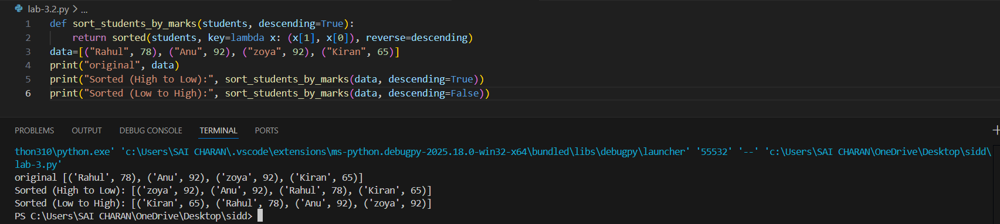 lab-3.2.py > ...
1 def sort_students_by_marks(students, descending=True):
2     return sorted(students, key=lambda x: (x[1], x[0]), reverse=descending)
3 data=[("Rahul", 78), ("Anu", 92), ("zoya", 92), ("Kiran", 65)]
4 print("original", data)
5 print("Sorted (High to Low):", sort_students_by_marks(data, descending=True))
6 print("Sorted (Low to High):", sort_students_by_marks(data, descending=False))
PROBLEMS OUTPUT DEBUG CONSOLE TERMINAL PORTS
thon310\python.exe' 'c:\Users\SAI CHARAN\.vscode\extensions\ms-python.debugpy-2025.18.0-win32-x64\bundled\libs\debugpy\launcher' '55532' '--' 'c:\Users\SAI CHARAN\OneDrive\Desktop\sidd\
lab-3.py'
original [('Rahul', 78), ('Anu', 92), ('zoya', 92), ('Kiran', 65)]
Sorted (High to Low): [('zoya', 92), ('Anu', 92), ('Rahul', 78), ('Kiran', 65)]
Sorted (Low to High): [('Kiran', 65), ('Rahul', 78), ('Anu', 92), ('zoya', 92)]
PS C:\Users\SAI CHARAN\OneDrive\Desktop\sidd>